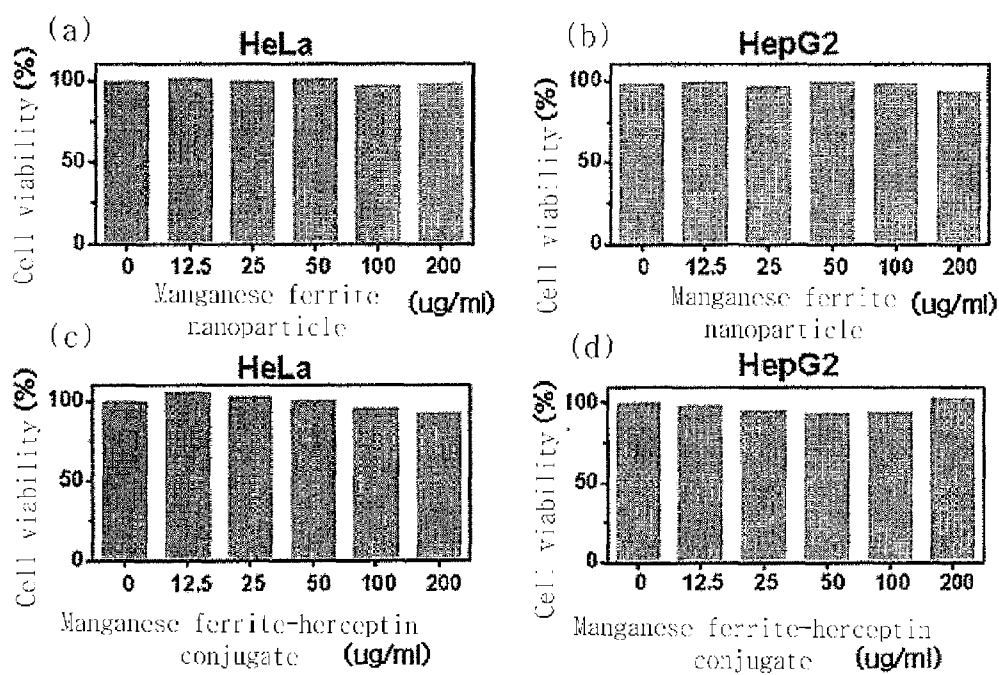 (a)
HeLa
Cell viability (%)
100
50
0
0 12.5 25 50 100 200
Manganese ferrite (ug/ml)
nanoparticle
(b)
HepG2
Cell viability (%)
100
50
0
0 12.5 25 50 100 200
Manganese ferrite (ug/ml)
nanoparticle
(c)
HeLa
Cell viability (%)
100
50
0
0 12.5 25 50 100 200
Manganese ferrite-herceptin
conjugate (ug/ml)
(d)
HepG2
Cell viability (%)
100
50
0
0 12.5 25 50 100 200
Manganese ferrite-herceptin
conjugate (ug/ml)